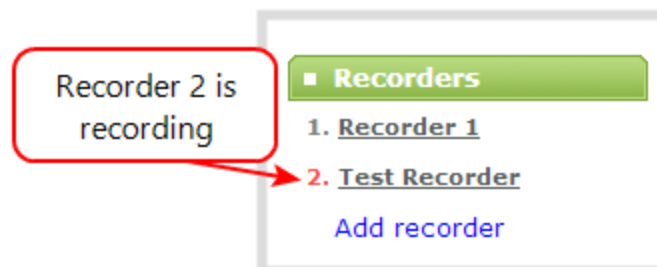 Recorder 2 is
recording
Recorders
1. Recorder 1
2. Test Recorder
Add recorder